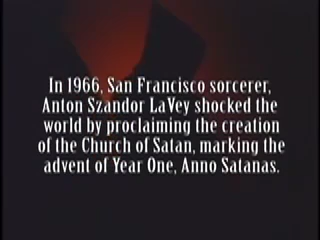 In 1966, San Francisco sorcerer,
Anton Szandor LaVey shocked the
world by proclaiming the creation
of the Church of Satan, marking the
advent of Year One, Anno Satanas.